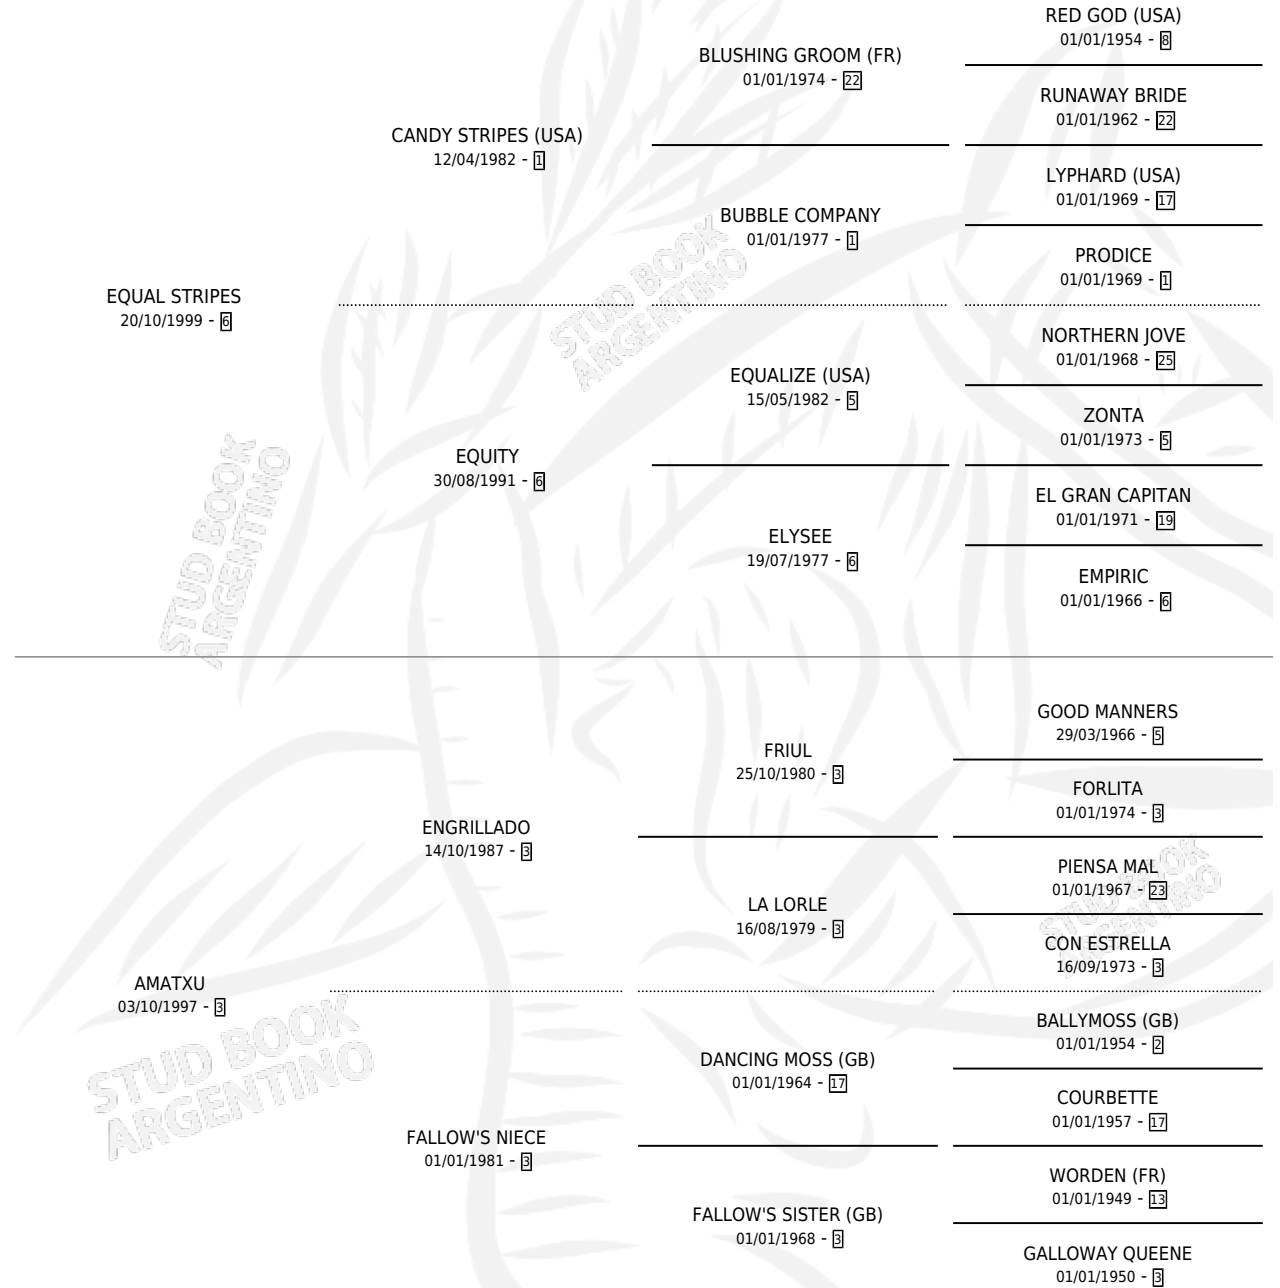 RED GOD (USA)
01/01/1954 - 8
BLUSHING GROOM (FR)
01/01/1974 - 22
RUNAWAY BRIDE
01/01/1962 - 22
CANDY STRIPES (USA)
12/04/1982 - 1
LYPHARD (USA)
01/01/1969 - 17
BUBBLE COMPANY
01/01/1977 - 1
PRODICE
01/01/1969 - 1
EQUAL STRIPES
20/10/1999 - 6
NORTHERN JOVE
01/01/1968 - 25
EQUALIZE (USA)
15/05/1982 - 5
ZONTA
01/01/1973 - 5
EQUITY
30/08/1991 - 6
EL GRAN CAPITAN
01/01/1971 - 19
ELYSEE
19/07/1977 - 6
EMPIRIC
01/01/1966 - 6
STUD BOOK
ARGENTINO
STUD BOOK
ARGENTINO
GOOD MANNERS
29/03/1966 - 5
FRIUL
25/10/1980 - 3
FORLITA
01/01/1974 - 3
ENGRILLADO
14/10/1987 - 3
PIENSA MAL
01/01/1967 - 23
LA LORLE
16/08/1979 - 3
CON ESTRELLA
16/09/1973 - 3
AMATXU
03/10/1997 - 3
BALLYMOSS (GB)
01/01/1954 - 2
DANCING MOSS (GB)
01/01/1964 - 17
COURBETTE
01/01/1957 - 17
FALLOW'S NIECE
01/01/1981 - 3
WORDEN (FR)
01/01/1949 - 13
FALLOW'S SISTER (GB)
01/01/1968 - 3
GALLOWAY QUEENE
01/01/1950 - 3
STUD BOOK
ARGENTINO
STUD BOOK
ARGENTINO